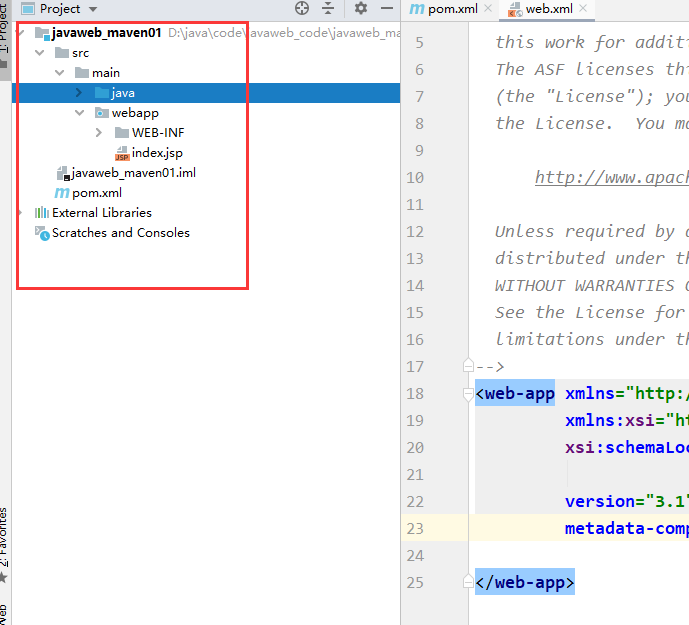 Project
pom.xml
web.xml
1: Project
javaweb_maven01 D:\java\code\javaweb_code\javaweb_ma
src
main
java
webapp
WEB-INF
index.jsp
javaweb_maven01.iml
pom.xml
External Libraries
Scratches and Consoles
2: Favorites
Web
5 this work for additi
6 The ASF licenses thi
7 (the "License"); you
8 the License. You ma
9
10 http://www.apach
11
12 Unless required by a
13 distributed under th
14 WITHOUT WARRANTIES O
15 See the License for
16 limitations under th
17 -->
18 <web-app xmlns="http:/
19 xmlns:xsi="ht
20 xsi:schemaLoc
21
22 version="3.1"
23 metadata-comp
24
25 </web-app>